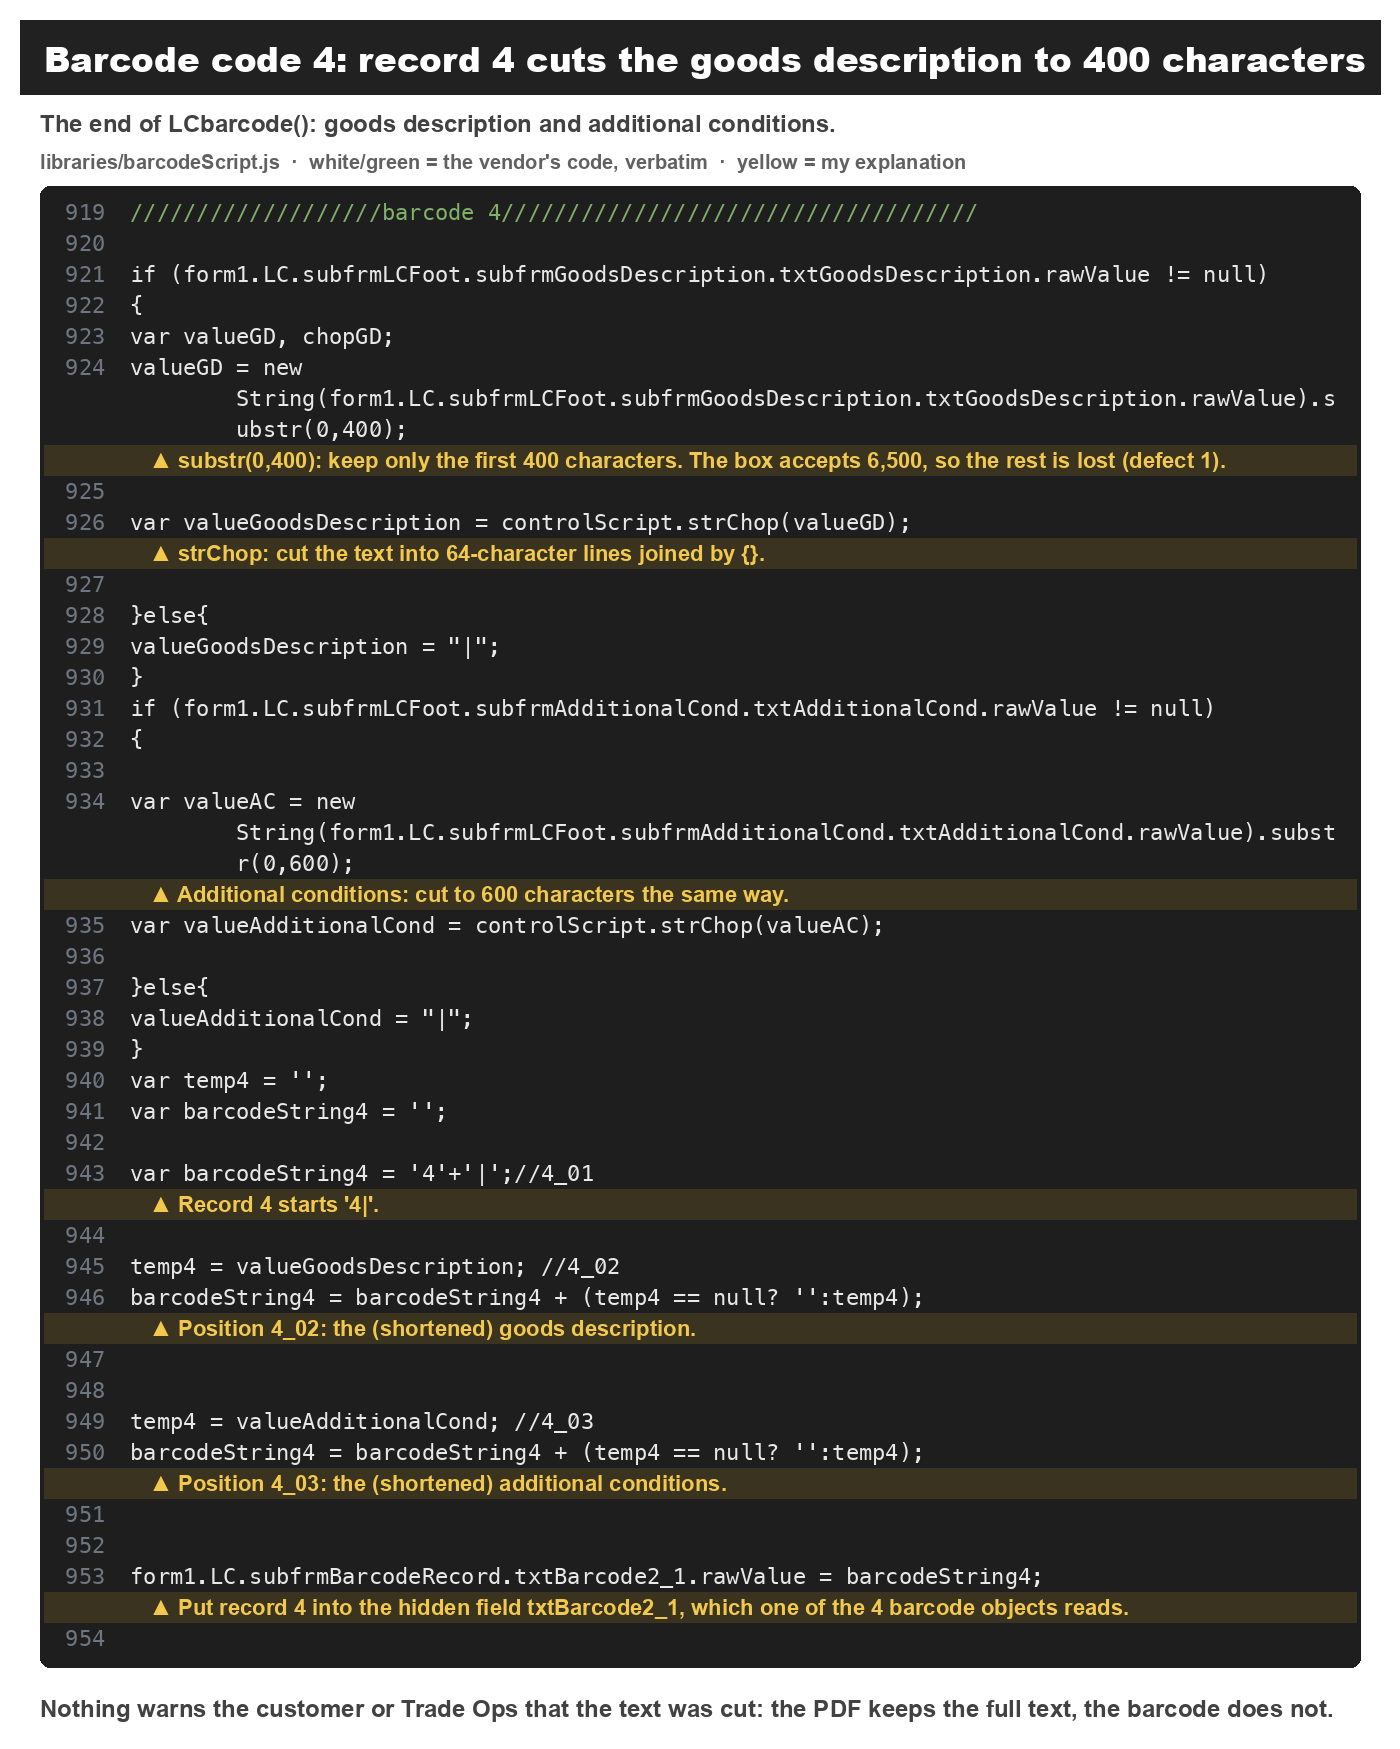 Barcode code 4: record 4 cuts the goods description to 400 characters
The end of LCbarcode(): goods description and additional conditions.
libraries/barcodeScript.js · white/green = the vendor's code, verbatim · yellow = my explanation
919 ///////////////////barcode 4////////////////////////////////////
920
921 if (form1.LC.subfrmLCFoot.subfrmGoodsDescription.txtGoodsDescription.rawValue != null)
922 {
923 var valueGD, chopGD;
924 valueGD = new
String(form1.LC.subfrmLCFoot.subfrmGoodsDescription.txtGoodsDescription.rawValue).s
ubstr(0,400);
▲ substr(0,400): keep only the first 400 characters. The box accepts 6,500, so the rest is lost (defect 1).
925
926 var valueGoodsDescription = controlScript.strChop(valueGD);
▲ strChop: cut the text into 64-character lines joined by {}.
927
928 }else{
929 valueGoodsDescription = "|";
930 }
931 if (form1.LC.subfrmLCFoot.subfrmAdditionalCond.txtAdditionalCond.rawValue != null)
932 {
933
934 var valueAC = new
String(form1.LC.subfrmLCFoot.subfrmAdditionalCond.txtAdditionalCond.rawValue).subst
r(0,600);
▲ Additional conditions: cut to 600 characters the same way.
935 var valueAdditionalCond = controlScript.strChop(valueAC);
936
937 }else{
938 valueAdditionalCond = "|";
939 }
940 var temp4 = '';
941 var barcodeString4 = '';
942
943 var barcodeString4 = '4'+'|';//4_01
▲ Record 4 starts '4|'.
944
945 temp4 = valueGoodsDescription; //4_02
946 barcodeString4 = barcodeString4 + (temp4 == null? '':temp4);
▲ Position 4_02: the (shortened) goods description.
947
948
949 temp4 = valueAdditionalCond; //4_03
950 barcodeString4 = barcodeString4 + (temp4 == null? '':temp4);
▲ Position 4_03: the (shortened) additional conditions.
951
952
953 form1.LC.subfrmBarcodeRecord.txtBarcode2_1.rawValue = barcodeString4;
▲ Put record 4 into the hidden field txtBarcode2_1, which one of the 4 barcode objects reads.
954
Nothing warns the customer or Trade Ops that the text was cut: the PDF keeps the full text, the barcode does not.